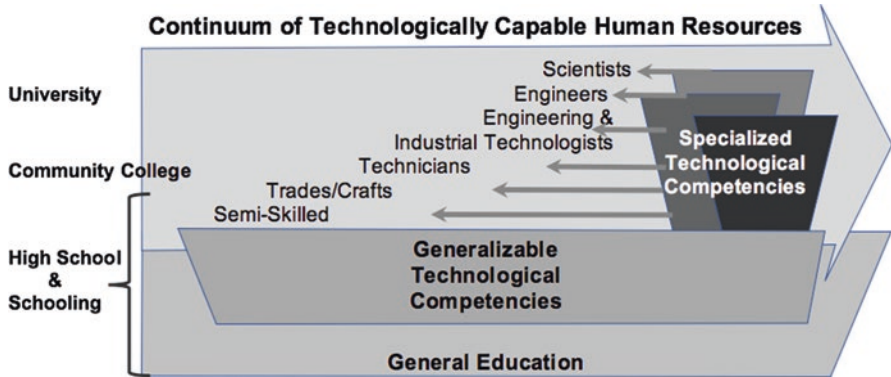 Continuum of Technologically Capable Human Resources
University
Community College
High School
&
Schooling
Scientists
Engineers
Engineering &
Industrial Technologists
Technicians
Trades/Crafts
Semi-Skilled
Specialized
Technological
Competencies
Generalizable
Technological
Competencies
General Education